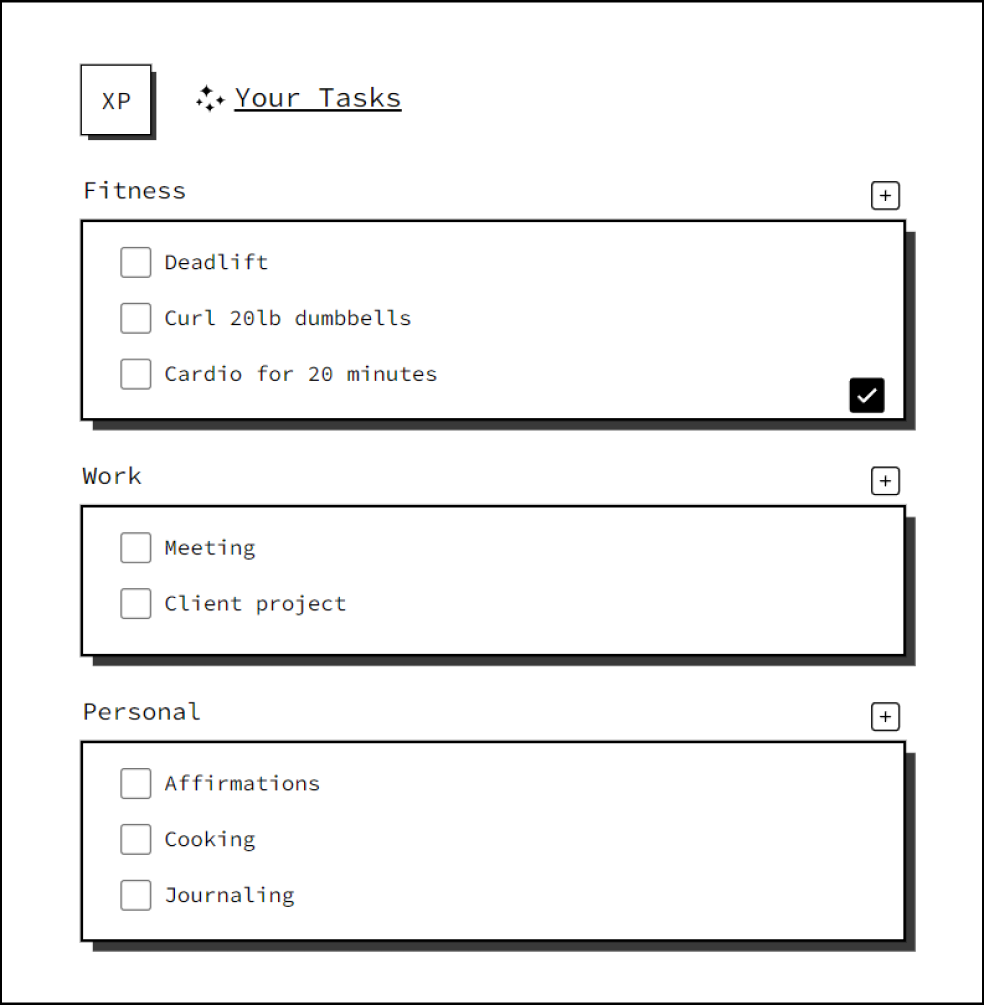 XP
Your Tasks
Fitness
Deadlift
Curl 20lb dumbbells
Cardio for 20 minutes
Work
Meeting
Client project
Personal
Affirmations
Cooking
Journaling